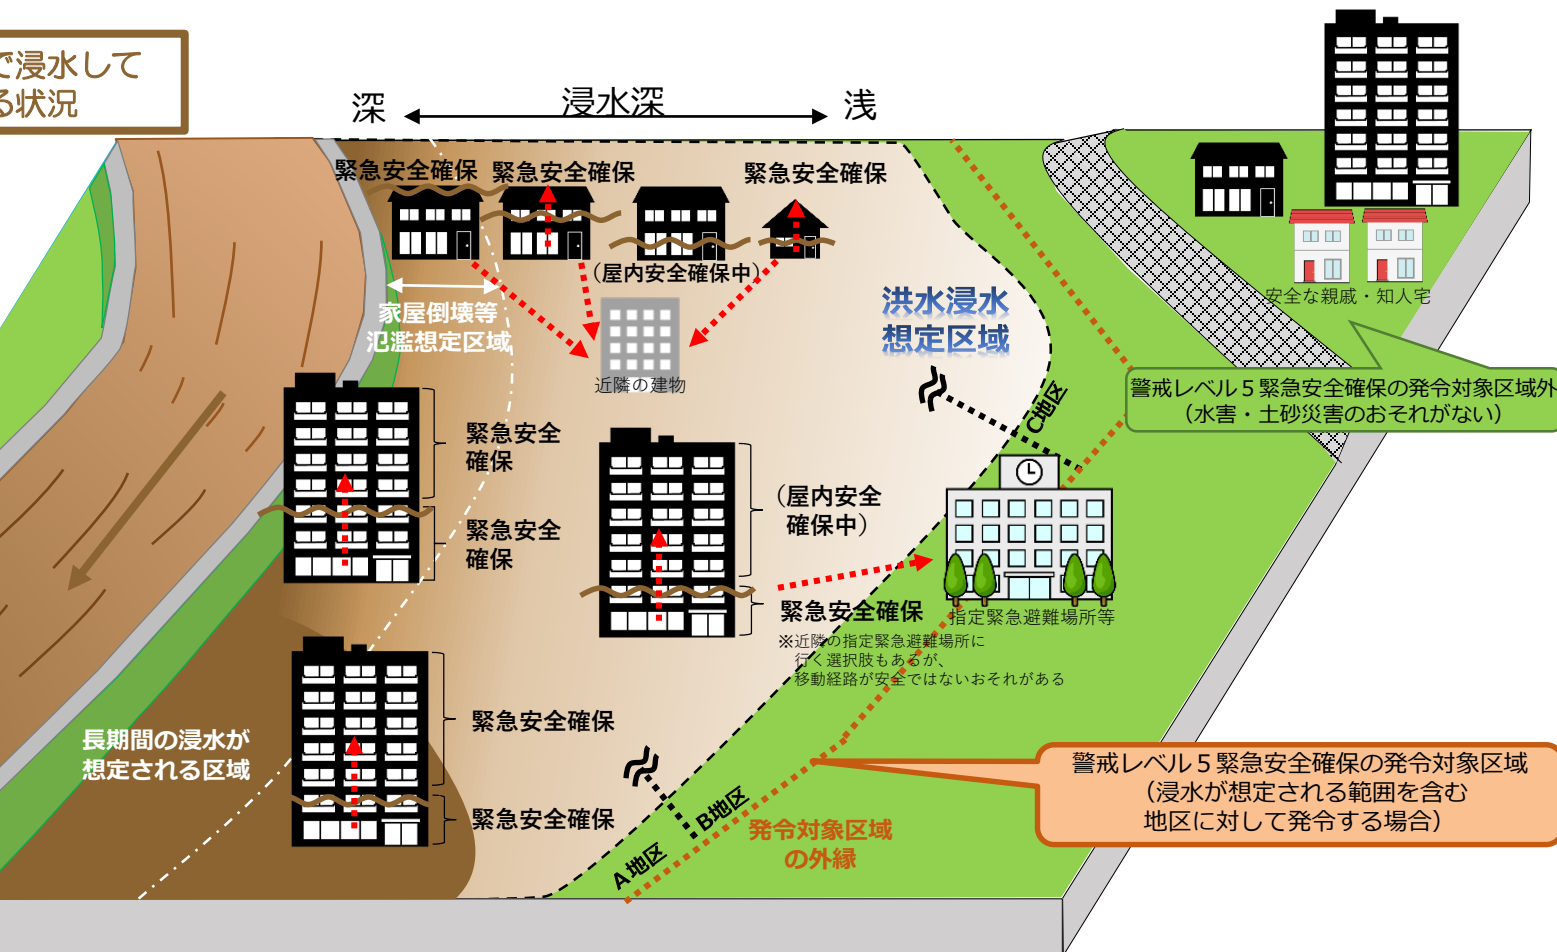 で浸水して
る状況
深 浸水深 浅
緊急安全確保 緊急安全確保 緊急安全確保
（屋内安全確保中）
家屋倒壊等
氾濫想定区域
近隣の建物
洪水浸水
想定区域
安全な親戚・知人宅
警戒レベル５緊急安全確保の発令対象区域外
（水害・土砂災害のおそれがない）
C地区
緊急安全
確保
緊急安全
確保
（屋内安全
確保中）
緊急安全確保
※近隣の指定緊急避難場所に
行く選択肢もあるが、
移動経路が安全ではないおそれがある
指定緊急避難場所等
長期間の浸水が
想定される区域
緊急安全確保
緊急安全確保
B地区
A地区
発令対象区域
の外縁
警戒レベル５緊急安全確保の発令対象区域
（浸水が想定される範囲を含む
地区に対して発令する場合）